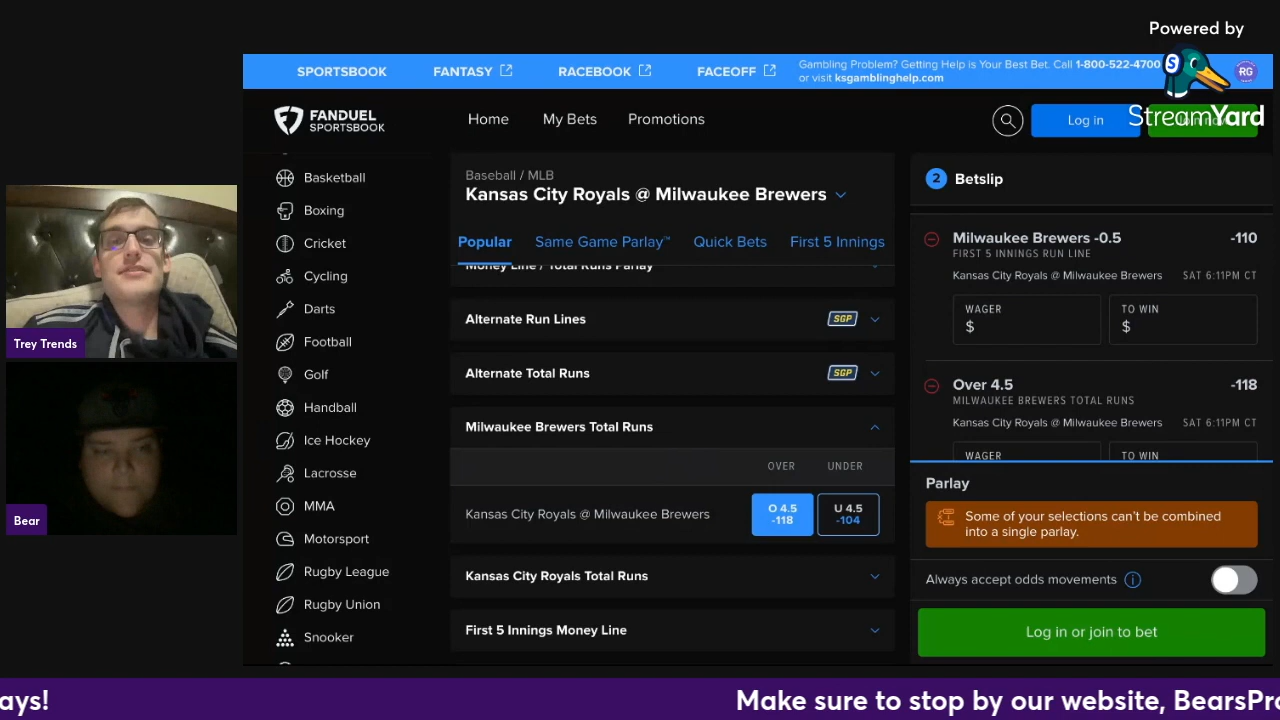 Powered by
StreamYard
SPORTSBOOK
FANTASY
RACEBOOK
FACEOFF
Gambling Problem? Getting Help is Your Best Bet. Call 1-800-522-4700
or visit ksgamblinghelp.com
RG
FANDUEL
SPORTSBOOK
Home
My Bets
Promotions
Log in
Basketball
Boxing
Cricket
Cycling
Darts
Football
Golf
Handball
Ice Hockey
Lacrosse
MMA
Motorsport
Rugby League
Rugby Union
Snooker
Baseball / MLB
Kansas City Royals @ Milwaukee Brewers
Popular
Same Game Parlay™
Quick Bets
First 5 Innings
Money Line / Total Runs Parlay
Alternate Run Lines
SGP
Alternate Total Runs
SGP
Milwaukee Brewers Total Runs
OVER
UNDER
Kansas City Royals @ Milwaukee Brewers
O 4.5
-118
U 4.5
-104
Kansas City Royals Total Runs
First 5 Innings Money Line
2
Betslip
Milwaukee Brewers -0.5
-110
FIRST 5 INNINGS RUN LINE
Kansas City Royals @ Milwaukee Brewers
SAT 6:11PM CT
WAGER
$
TO WIN
$
Over 4.5
-118
MILWAUKEE BREWERS TOTAL RUNS
Kansas City Royals @ Milwaukee Brewers
SAT 6:11PM CT
WAGER
TO WIN
Parlay
Some of your selections can't be combined
into a single parlay.
Always accept odds movements
Log in or join to bet
Trey Trends
Bear
ays!
Make sure to stop by our website, BearsPro